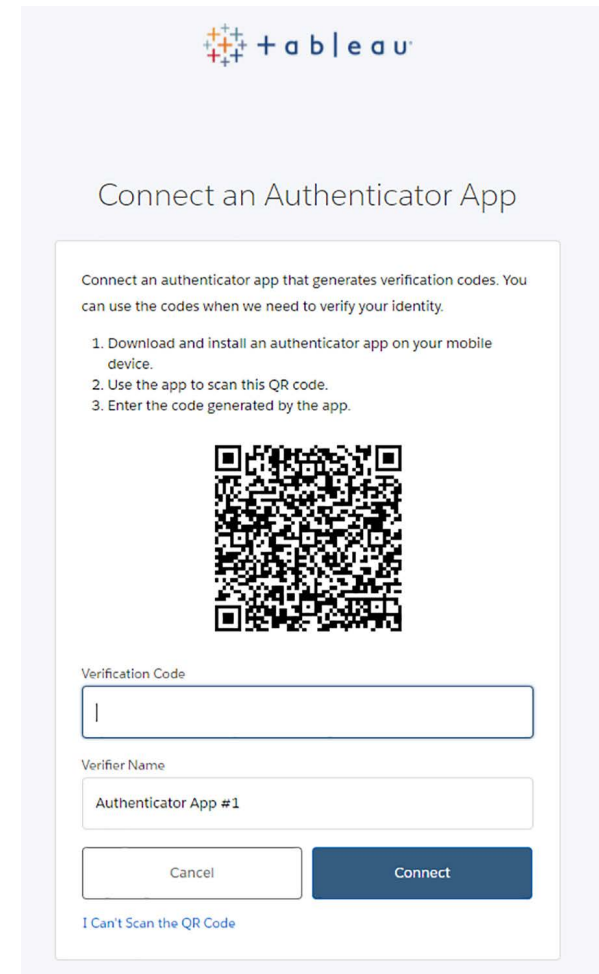 +ableau
Connect an Authenticator App
Connect an authenticator app that generates verification codes. You
can use the codes when we need to verify your identity.
1. Download and install an authenticator app on your mobile
device.
2. Use the app to scan this QR code.
3. Enter the code generated by the app.
Verification Code
Verifier Name
Authenticator App #1
Cancel
Connect
I Can't Scan the QR Code